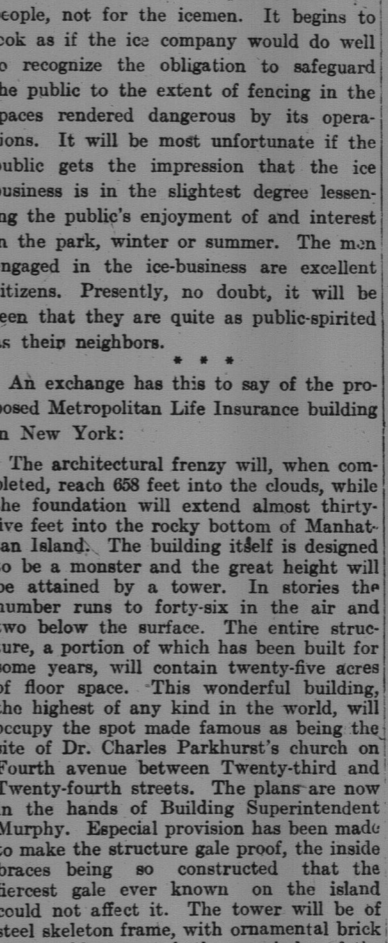 eople, not for the icemen. It begins to
ook as if the ice company would do well
o recognize the obligation to safeguard
he public to the extent of fencing in the
paces rendered dangerous by its opera-
ions. It will be most unfortunate if the
ublic gets the impression that the ice
usiness is in the slightest degree lessen-
ng the public's enjoyment of and interest
n the park, winter or summer. The men
ngaged in the ice-business are excellent
itizens. Presently, no doubt, it will be
een that they are quite as public-spirited
s their neighbors.
* * *
An exchange has this to say of the pro-
osed Metropolitan Life Insurance building
n New York:
The architectural frenzy will, when com-
leted, reach 658 feet into the clouds, while
he foundation will extend almost thirty-
ive feet into the rocky bottom of Manhat-
an Island. The building itself is designed
o be a monster and the great height will
be attained by a tower. In stories the
number runs to forty-six in the air and
two below the surface. The entire struc-
ure, a portion of which has been built for
some years, will contain twenty-five acres
of floor space. This wonderful building,
the highest of any kind in the world, will
occupy the spot made famous as being the
site of Dr. Charles Parkhurst's church on
Fourth avenue between Twenty-third and
Twenty-fourth streets. The plans are now
in the hands of Building Superintendent
Murphy. Especial provision has been made
to make the structure gale proof, the inside
braces being so constructed that the
fiercest gale ever known on the island
could not affect it. The tower will be of
steel skeleton frame, with ornamental brick